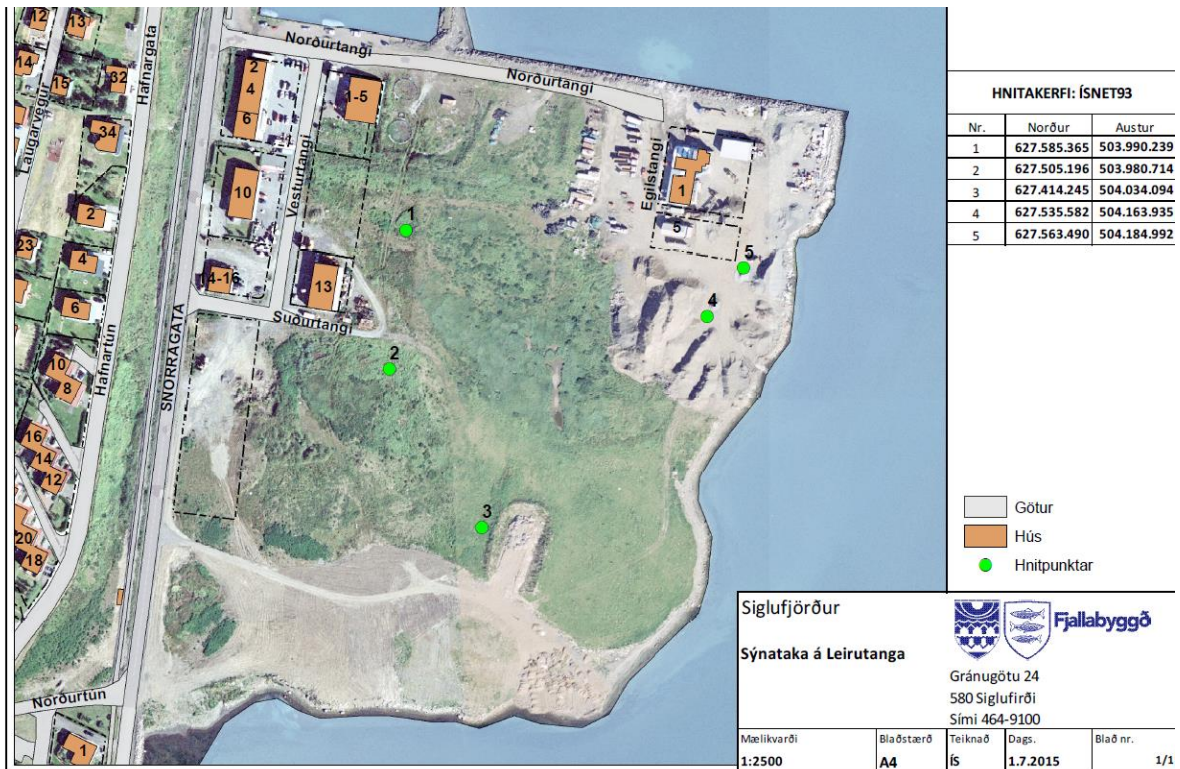 12
13
14
15
32
34
Laugarvegur
Hafnargata
2
4
6
23
10
8
16
14
12
20
18
Hafnartún
SNORRAGATA
Norðurtún
1
Norðurtangi
Norðurtangi
2
4
6
1-5
10
Vesturtangi
14-16
13
Suðurtangi
Egilstangi
1
5
1
2
3
4
5
HNITAKERFI: ÍSNET93
Nr. Norður Austur
1 627.585.365 503.990.239
2 627.505.196 503.980.714
3 627.414.245 504.034.094
4 627.535.582 504.163.935
5 627.563.490 504.184.992
Götur
Hús
Hnitpunktar
Siglufjörður
Sýnataka á Leirutanga
Fjallabyggð
Gránugötu 24
580 Siglufirði
Sími 464-9100
Mælikvarði Blaðstærð Teiknað Dags. Blað nr.
1:2500 A4 ÍS 1.7.2015 1/1